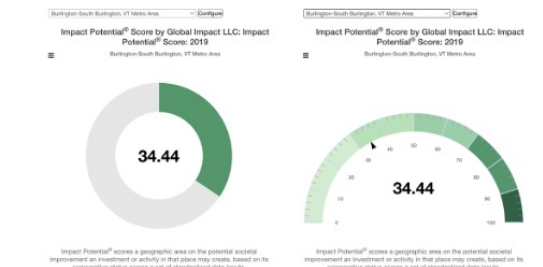 Burlington-South Burlington, VT Metro Area
Configure
Impact Potential® Score by Global Impact LLC: Impact
Potential® Score: 2019
Burlington-South Burlington, VT Metro Area
34.44
Impact Potential® scores a geographic area on the potential societal
improvement an investment or activity in that place may create, based on its
Burlington-South Burlington, VT Metro Area
Configure
Impact Potential® Score by Global Impact LLC: Impact
Potential® Score: 2019
Burlington-South Burlington, VT Metro Area
0
10
20
30
40
50
60
70
80
90
100
34.44
Impact Potential® scores a geographic area on the potential societal
improvement an investment or activity in that place may create, based on its